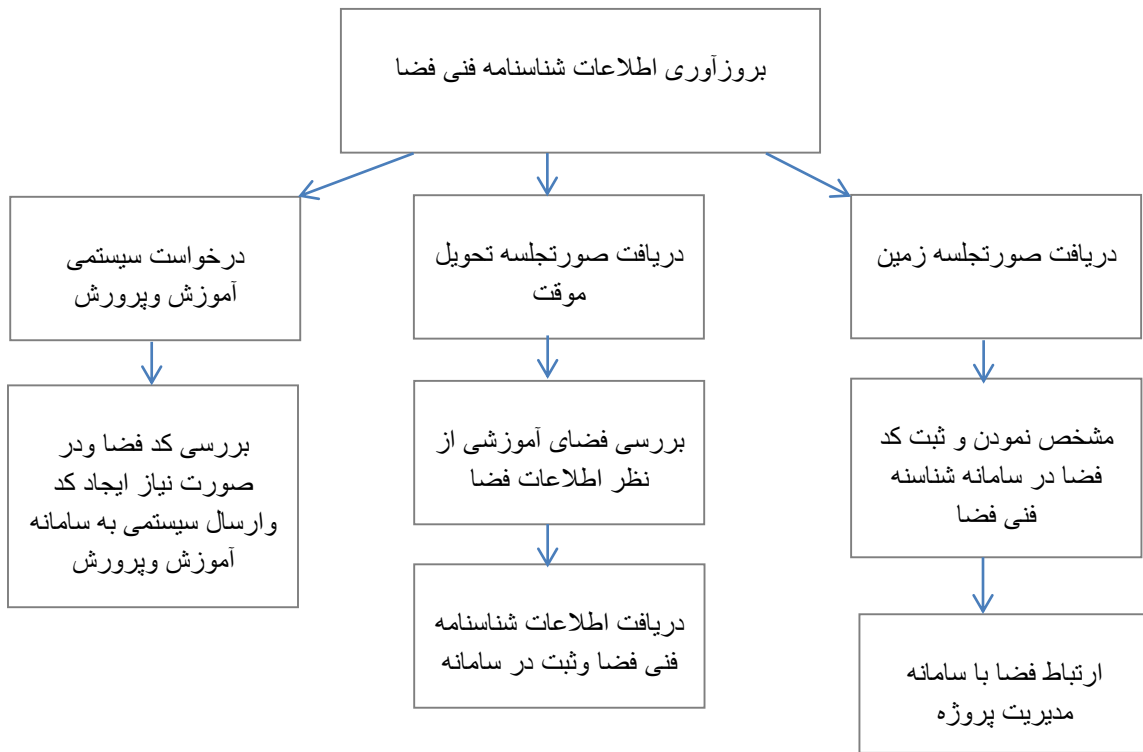 بروزآوری اطلاعات شناسنامه فنی فضا
دریافت صورتجلسه زمین
مشخص نمودن و ثبت کد
فضا در سامانه شناسنه
فنی فضا
ارتباط فضا با سامانه
مدیریت پروژه
دریافت صورتجلسه تحویل
موقت
بررسی فضای آموزشی از
نظر اطلاعات فضا
دریافت اطلاعات شناسنامه
فنی فضا وثبت در سامانه
درخواست سیستمی
آموزش وپرورش
بررسی کد فضا ودر
صورت نیاز ایجاد کد
وارسال سیستمی به سامانه
آموزش وپرورش